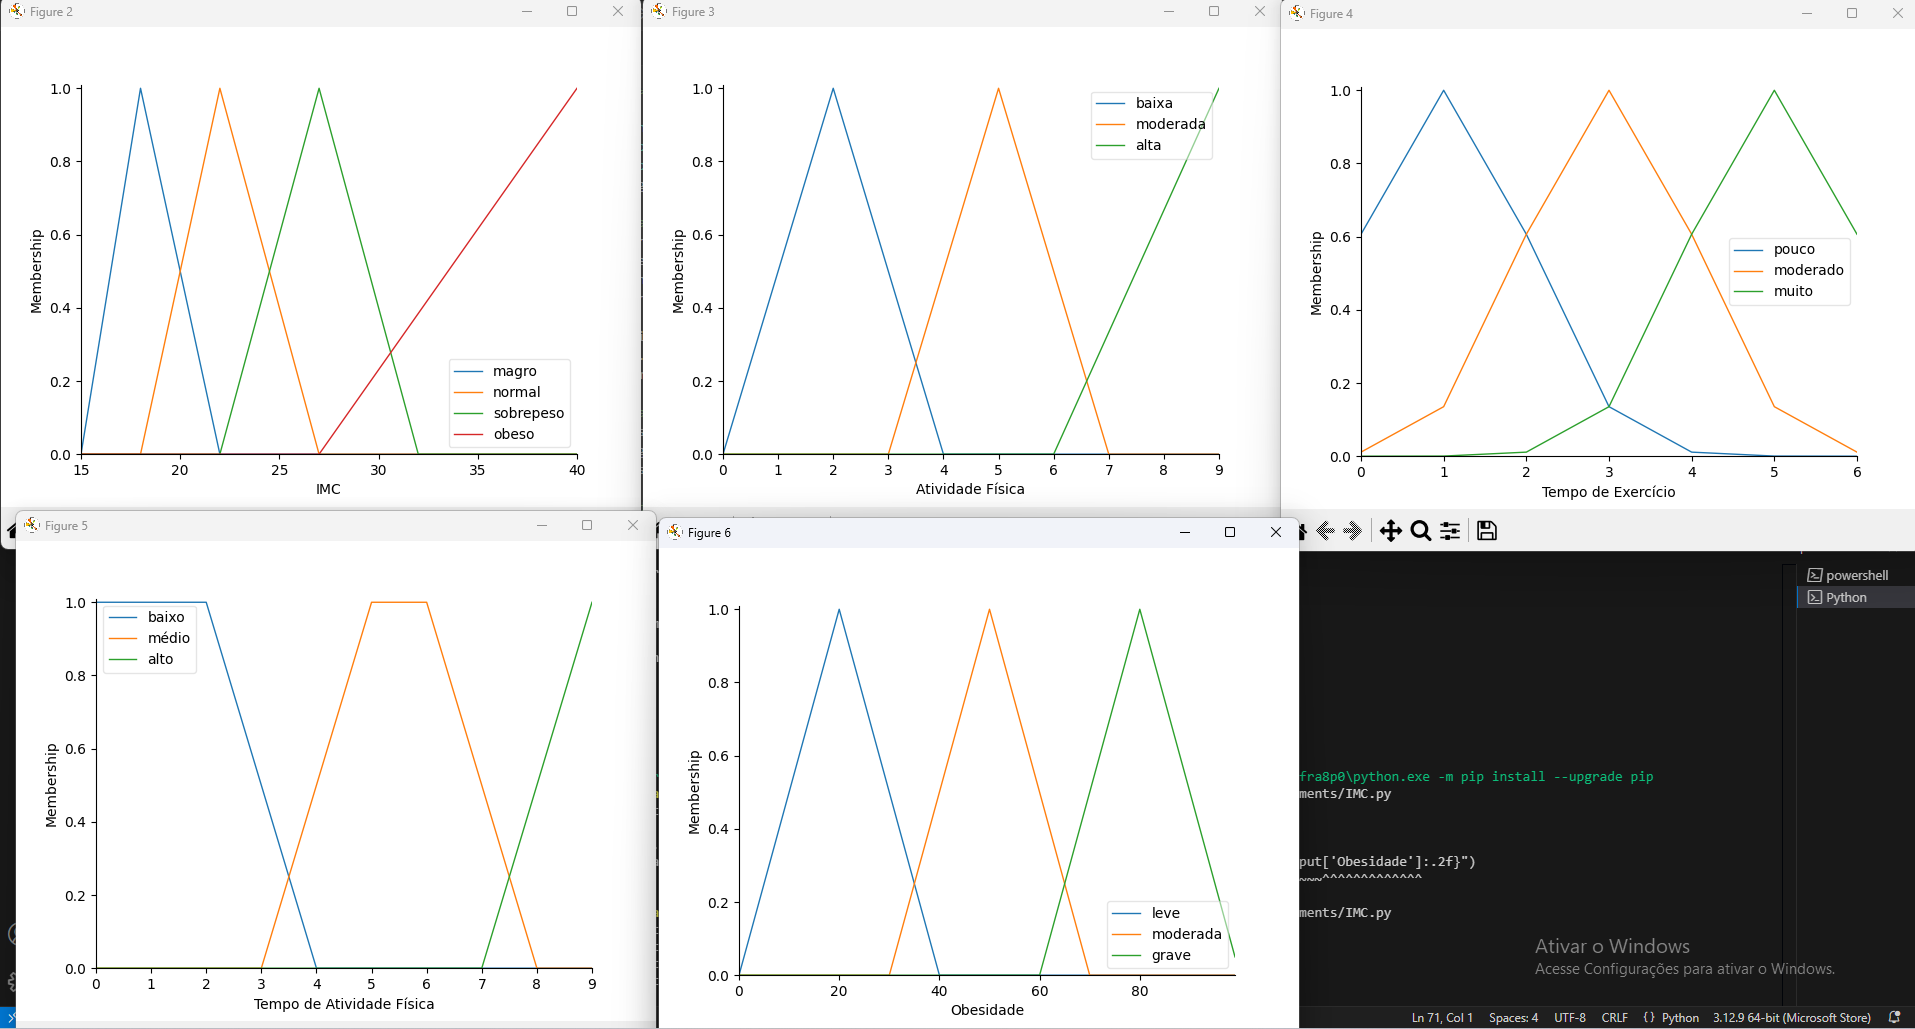 Figure 2
1.0
0.8
0.6
0.4
0.2
0.0
Membership
magro
normal
sobrepeso
obeso
15 20 25 30 35 40
IMC
Figure 3
1.0
0.8
0.6
0.4
0.2
0.0
Membership
baixa
moderada
alta
0 1 2 3 4 5 6 7 8 9
Atividade Física
Figure 4
1.0
0.8
0.6
0.4
0.2
0.0
Membership
pouco
moderado
muito
0 1 2 3 4 5 6
Tempo de Exercício
Figure 5
1.0
0.8
0.6
0.4
0.2
0.0
Membership
baixo
médio
alto
0 1 2 3 4 5 6 7 8 9
Tempo de Atividade Física
Figure 6
1.0
0.8
0.6
0.4
0.2
0.0
Membership
leve
moderada
grave
0 20 40 60 80
Obesidade
powershell
Python
fra8p0\python.exe -m pip install --upgrade pip
ments/IMC.py
put['Obesidade']:.2f}")
~~~^^^^^^^^^^^^^
ments/IMC.py
Ativar o Windows
Acesse Configurações para ativar o Windows.
Ln 71, Col 1 Spaces: 4 UTF-8 CRLF {} Python 3.12.9 64-bit (Microsoft Store)